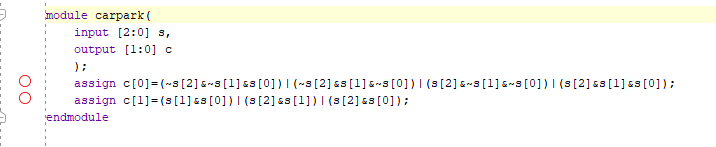 module carpark(
input [2:0] s,
output [1:0] c
);
assign c[0]=(~s[2]&~s[1]&s[0])|(~s[2]&s[1]&~s[0])|(s[2]&~s[1]&~s[0])|(s[2]&s[1]&s[0]);
assign c[1]=(s[1]&s[0])|(s[2]&s[1])|(s[2]&s[0]);
endmodule